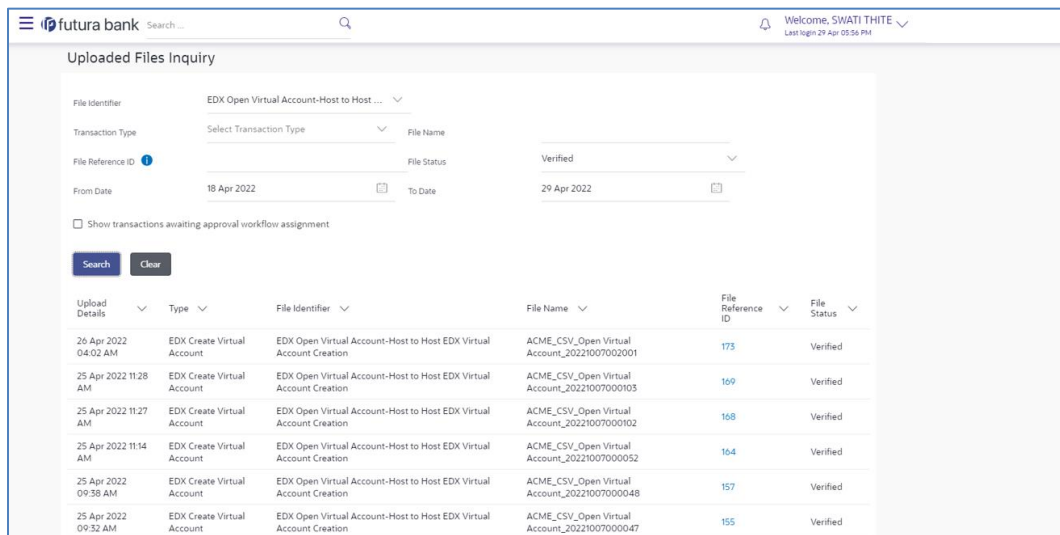 futura bank Search ... Welcome, SWATI THITE
Last login 29 Apr 05:56 PM
Uploaded Files Inquiry
File Identifier EDX Open Virtual Account-Host to Host ...
Transaction Type Select Transaction Type File Name
File Reference ID i File Status Verified
From Date 18 Apr 2022 To Date 29 Apr 2022
Show transactions awaiting approval workflow assignment
Search Clear
Upload Details Type File Identifier File Name File Reference ID File Status
26 Apr 2022 EDX Create Virtual EDX Open Virtual Account-Host to Host EDX Virtual ACME_CSV_Open Virtual 173 Verified
04:02 AM Account Account Creation Account_20221007002001
25 Apr 2022 11:28 EDX Create Virtual EDX Open Virtual Account-Host to Host EDX Virtual ACME_CSV_Open Virtual 169 Verified
AM Account Account Creation Account_20221007000103
25 Apr 2022 11:27 EDX Create Virtual EDX Open Virtual Account-Host to Host EDX Virtual ACME_CSV_Open Virtual 168 Verified
AM Account Account Creation Account_20221007000102
25 Apr 2022 11:14 EDX Create Virtual EDX Open Virtual Account-Host to Host EDX Virtual ACME_CSV_Open Virtual 164 Verified
AM Account Account Creation Account_20221007000052
25 Apr 2022 EDX Create Virtual EDX Open Virtual Account-Host to Host EDX Virtual ACME_CSV_Open Virtual 157 Verified
09:38 AM Account Account Creation Account_20221007000048
25 Apr 2022 EDX Create Virtual EDX Open Virtual Account-Host to Host EDX Virtual ACME_CSV_Open Virtual 155 Verified
09:32 AM Account Account Creation Account_20221007000047